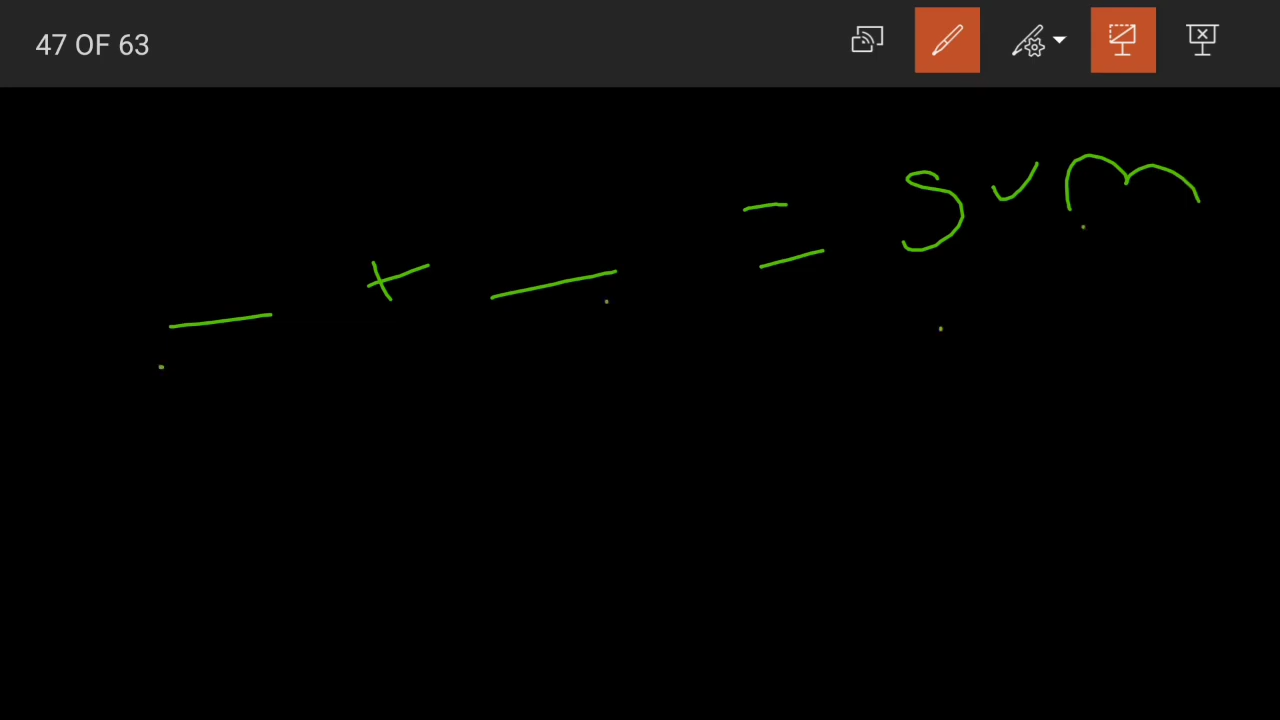 47 OF 63
_ + _ = sum